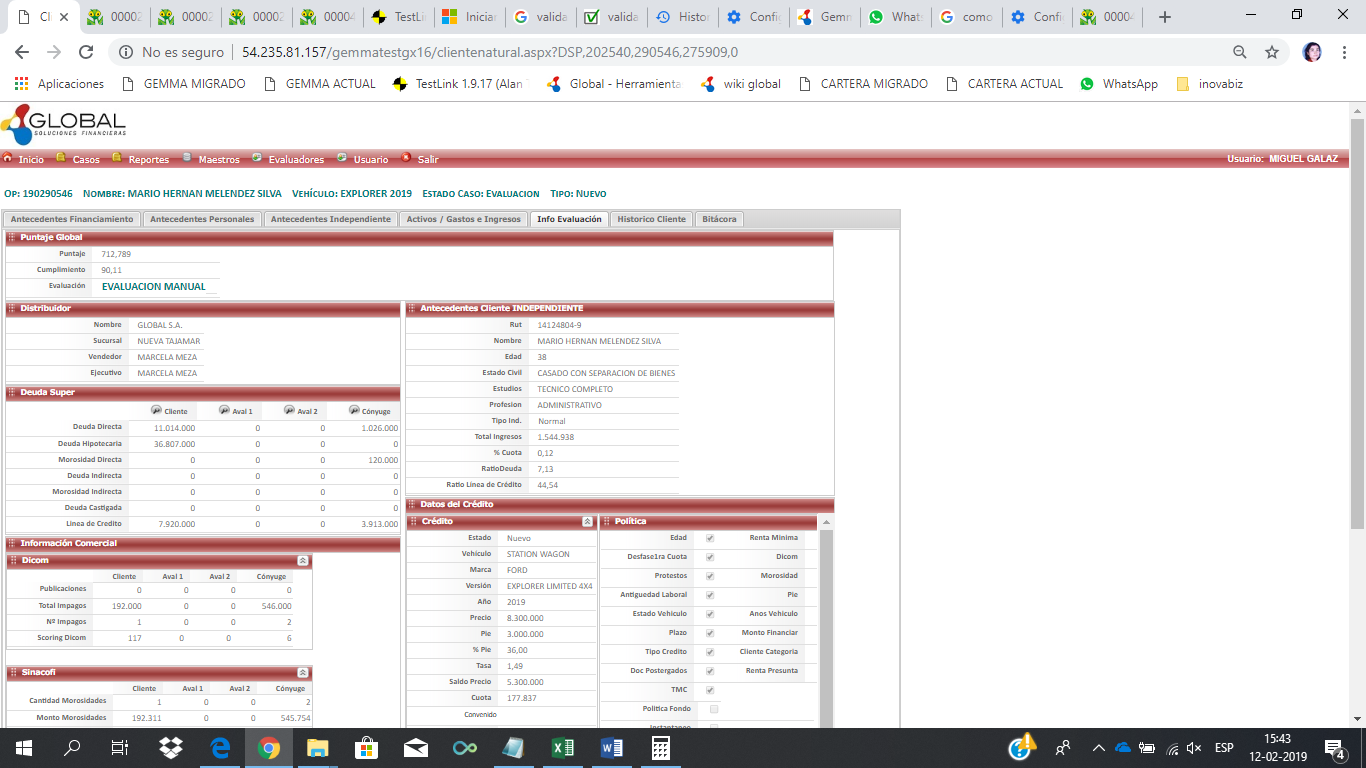 Cli
00002
00002
00002
00004
TestLi
Iniciar
valida
valida
Histor
Config
Gemm
Whats
como
Config
00004
No es seguro | 54.235.81.157/gemmatestgx16/clientenatural.aspx?DSP,202540,290546,275909,0
Aplicaciones GEMMA MIGRADO GEMMA ACTUAL TestLink 1.9.17 (Alan Global - Herramienta wiki global CARTERA MIGRADO CARTERA ACTUAL WhatsApp inovabiz
GLOBAL
SOLUCIONES FINANCIERAS
Inicio Casos Reportes Maestros Evaluadores Usuario Salir Usuario: MIGUEL GALAZ
Op: 190290546 Nombre: MARIO HERNAN MELENDEZ SILVA Vehículo: EXPLORER 2019 Estado Caso: Evaluacion Tipo: Nuevo
Antecedentes Financiamiento Antecedentes Personales Antecedentes Independiente Activos / Gastos e Ingresos Info Evaluación Historico Cliente Bitácora
Puntaje Global
Puntaje 712,789
Cumplimiento 90,11
Evaluación EVALUACION MANUAL
Distribuidor
Nombre GLOBAL S.A.
Sucursal NUEVA TAJAMAR
Vendedor MARCELA MEZA
Ejecutivo MARCELA MEZA
Deuda Super
Cliente Aval 1 Aval 2 Cónyuge
Deuda Directa 11.014.000 0 0 1.026.000
Deuda Hipotecaria 36.807.000 0 0 0
Morosidad Directa 0 0 0 120.000
Deuda Indirecta 0 0 0 0
Morosidad Indirecta 0 0 0 0
Deuda Castigada 0 0 0 0
Linea de Credito 7.920.000 0 0 3.913.000
Información Comercial
Dicom
Cliente Aval 1 Aval 2 Cónyuge
Publicaciones 0 0 0 0
Total Impagos 192.000 0 0 546.000
Nº Impagos 1 0 0 2
Scoring Dicom 117 0 0 6
Sinacofi
Cliente Aval 1 Aval 2 Cónyuge
Cantidad Morosidades 1 0 0 2
Monto Morosidades 192.311 0 0 545.754
Antecedentes Cliente INDEPENDIENTE
Rut 14124804-9
Nombre MARIO HERNAN MELENDEZ SILVA
Edad 38
Estado Civil CASADO CON SEPARACION DE BIENES
Estudios TECNICO COMPLETO
Profesion ADMINISTRATIVO
Tipo Ind. Normal
Total Ingresos 1.544.938
% Cuota 0,12
RatioDeuda 7,13
Ratio Linea de Crédito 44,54
Datos del Crédito
Crédito
Estado Nuevo
Vehiculo STATION WAGON
Marca FORD
Versión EXPLORER LIMITED 4X4
Año 2019
Precio 8.300.000
Pie 3.000.000
% Pie 36,00
Tasa 1,49
Saldo Precio 5.300.000
Cuota 177.837
Convenido
Política
Edad Renta Minima
Desfase1ra Cuota Dicom
Protestos Morosidad
Antiguedad Laboral Pie
Estado Vehiculo Anos Vehiculo
Plazo Monto Financiar
Tipo Credito Cliente Categoria
Doc Postergados Renta Presunta
TMC
Politica Fondo
Instantaneo
ESP
15:43
12-02-2019
4